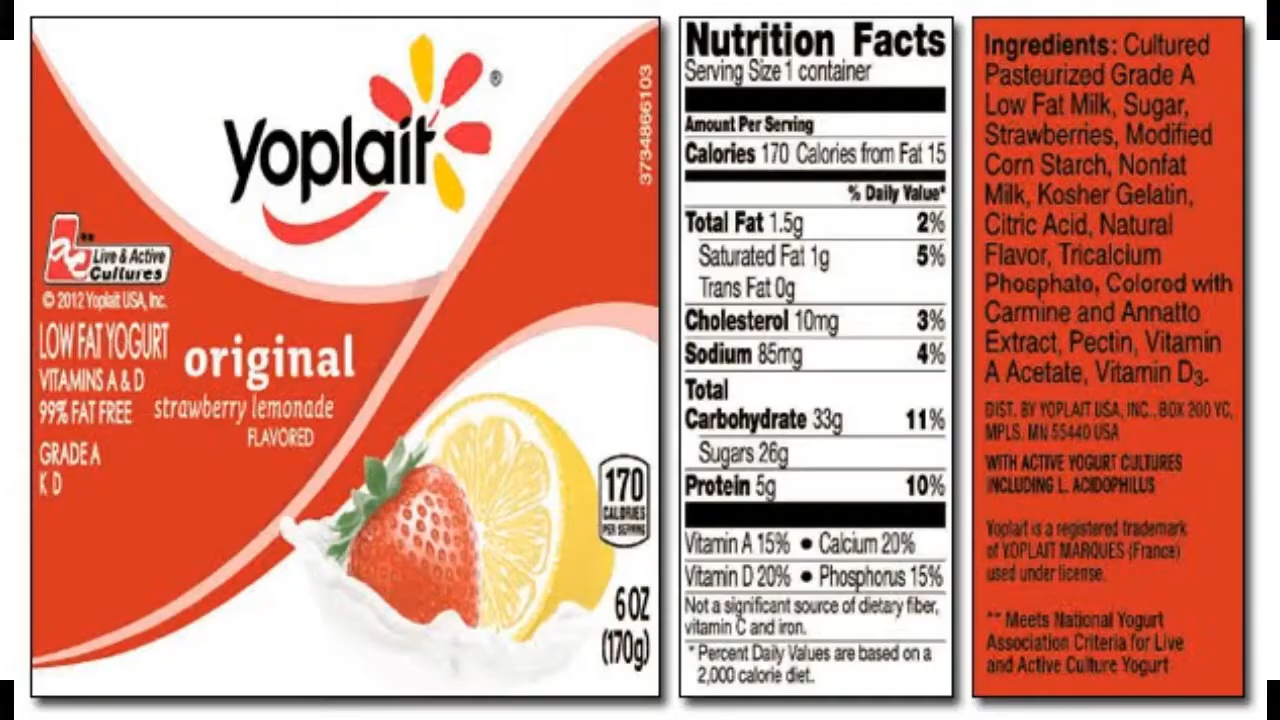 Yoplait®
3734866103
**
Live & Active
Cultures
© 2012 Yoplait USA, Inc.
LOW FAT YOGURT
VITAMINS A & D
99% FAT FREE
GRADE A
K D
original
strawberry lemonade
FLAVORED
170
CALORIES
PER SERVING
6 OZ
(170g)
Nutrition Facts
Serving Size 1 container
Amount Per Serving
Calories 170 Calories from Fat 15
% Daily Value*
Total Fat 1.5g 2%
Saturated Fat 1g 5%
Trans Fat 0g
Cholesterol 10mg 3%
Sodium 85mg 4%
Total
Carbohydrate 33g 11%
Sugars 26g
Protein 5g 10%
Vitamin A 15% ● Calcium 20%
Vitamin D 20% ● Phosphorus 15%
Not a significant source of dietary fiber,
vitamin C and iron.
* Percent Daily Values are based on a
2,000 calorie diet.
Ingredients: Cultured
Pasteurized Grade A
Low Fat Milk, Sugar,
Strawberries, Modified
Corn Starch, Nonfat
Milk, Kosher Gelatin,
Citric Acid, Natural
Flavor, Tricalcium
Phosphate, Colored with
Carmine and Annatto
Extract, Pectin, Vitamin
A Acetate, Vitamin D3.
DIST. BY YOPLAIT USA, INC., BOX 200 YC,
MPLS, MN 55440 USA
WITH ACTIVE YOGURT CULTURES
INCLUDING L. ACIDOPHILUS
Yoplait is a registered trademark
of YOPLAIT MARQUES (France)
used under license.
** Meets National Yogurt
Association Criteria for Live
and Active Culture Yogurt